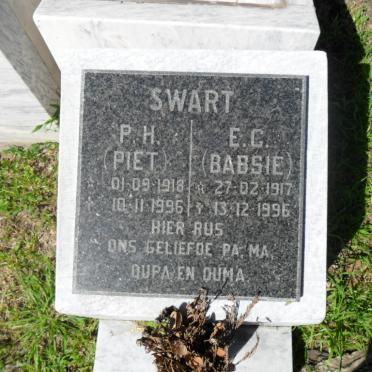 SWART
P.H. E.C.
(PIET) (BABSIE)
* 01·09·1918 * 27·02·1917
† 10·11·1996 † 13·12·1996
HIER RUS
ONS GELIEFDE PA, MA,
OUPA EN OUMA